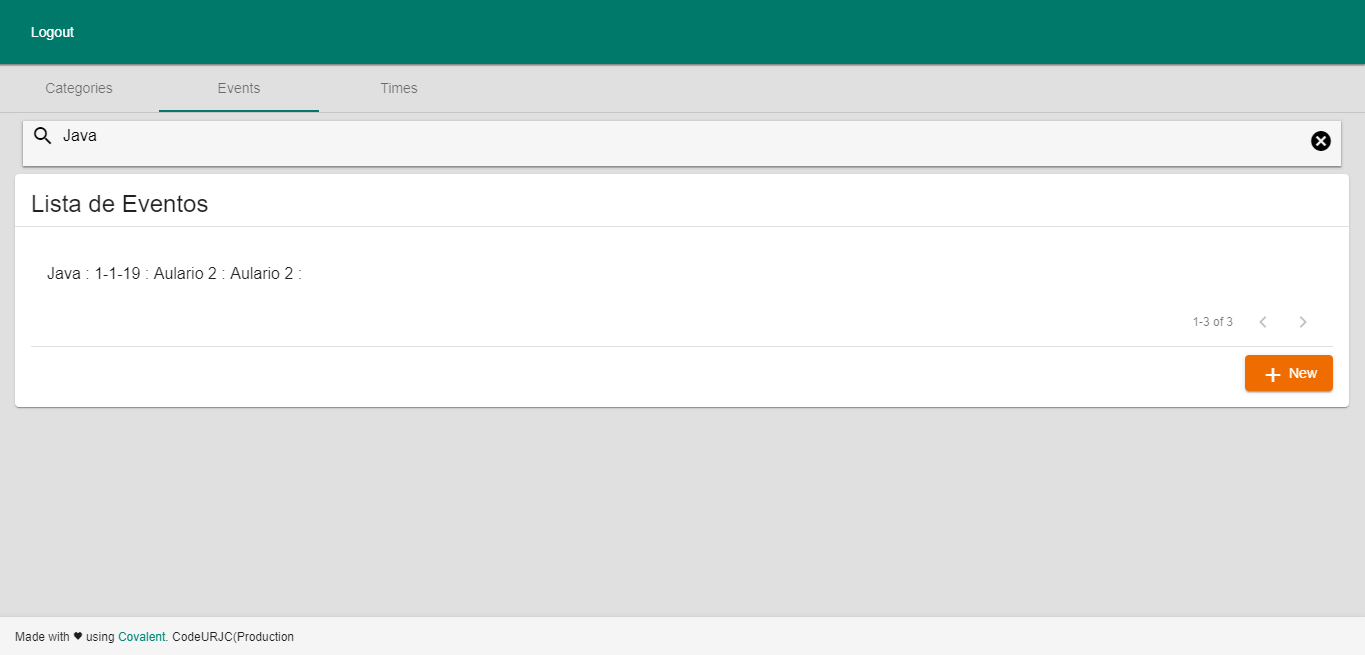 Logout
Categories Events Times
Java
Lista de Eventos
Java : 1-1-19 : Aulario 2 : Aulario 2 :
1-3 of 3
New
Made with ♥ using Covalent. CodeURJC(Production